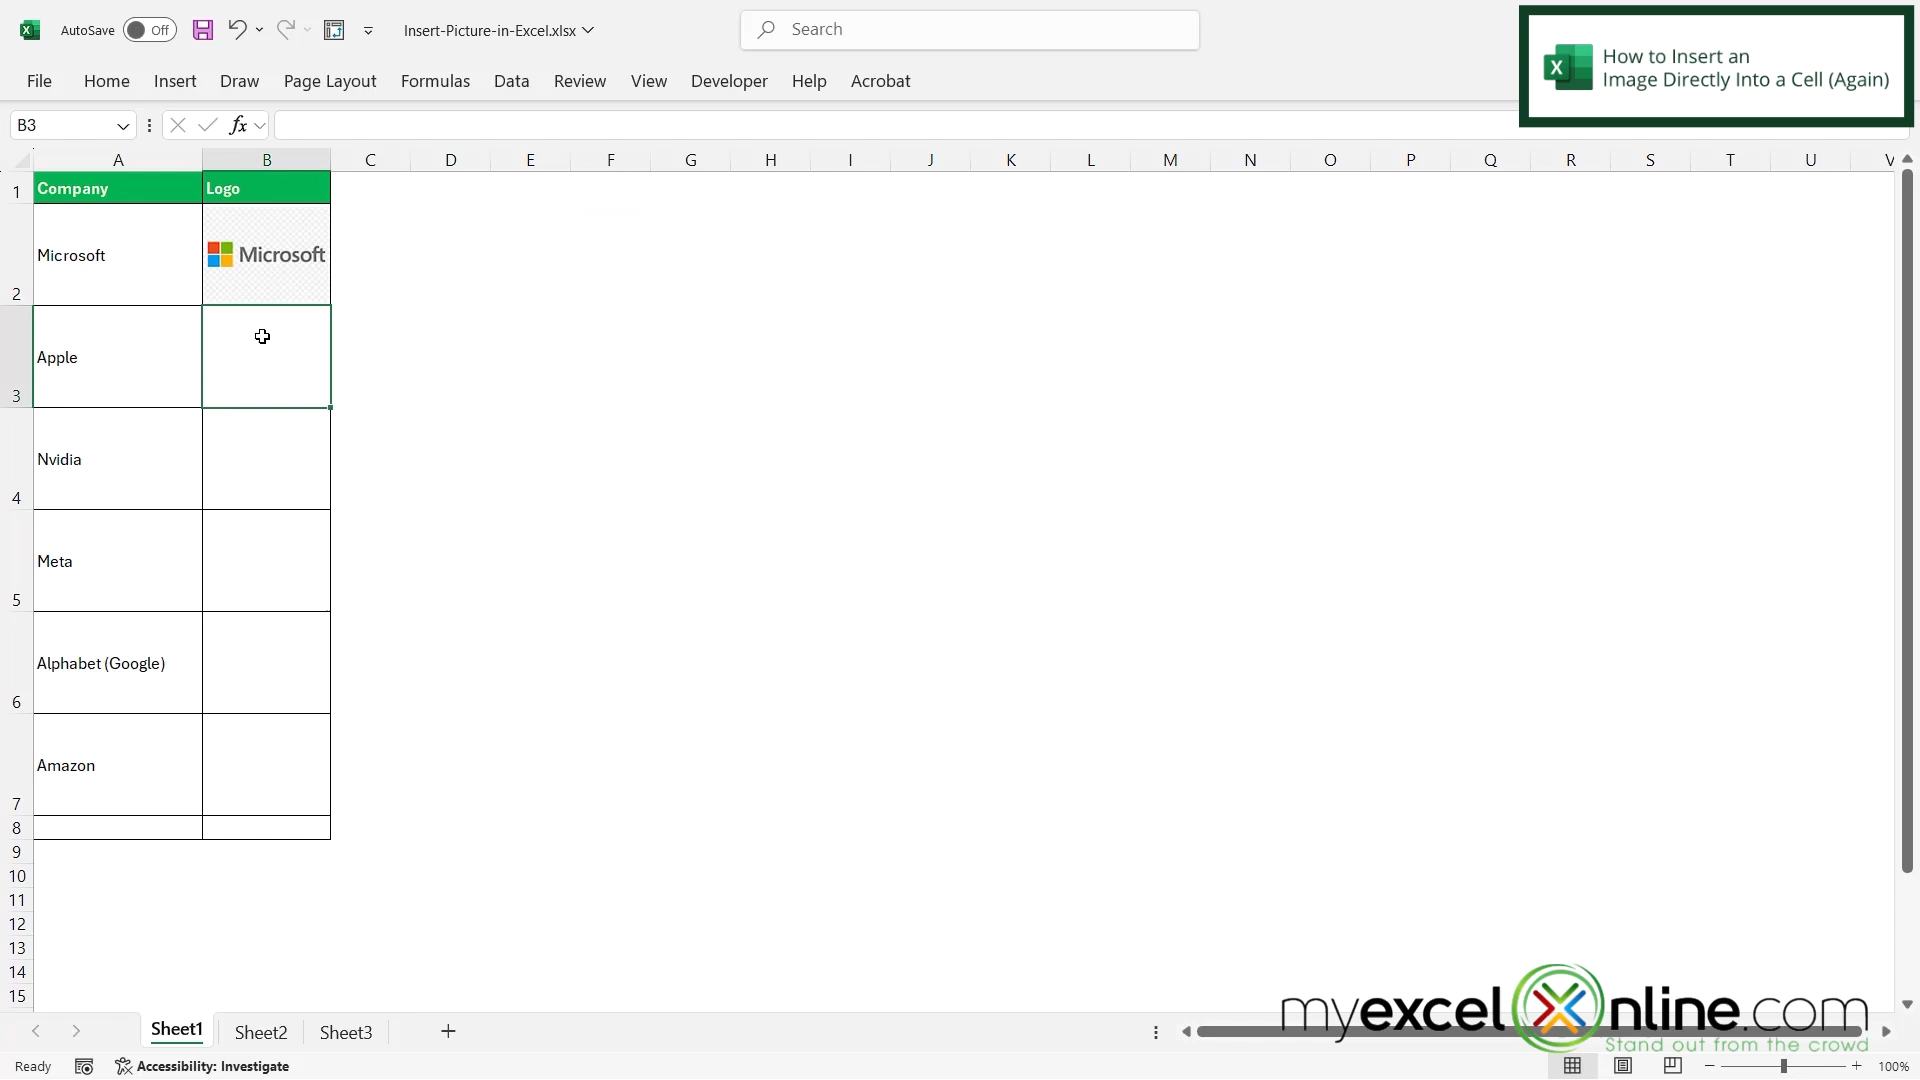 AutoSave Off Insert-Picture-in-Excel.xlsx Search
How to Insert an
Image Directly Into a Cell (Again)
File Home Insert Draw Page Layout Formulas Data Review View Developer Help Acrobat
B3 fx
A B C D E F G H I J K L M N O P Q R S T U V
1 Company Logo
2 Microsoft Microsoft
3 Apple
4 Nvidia
5 Meta
6 Alphabet (Google)
7 Amazon
8
9
10
11
12
13
14
15
myexcelonline.com
Stand out from the crowd
Sheet1 Sheet2 Sheet3
Ready Accessibility: Investigate 100%